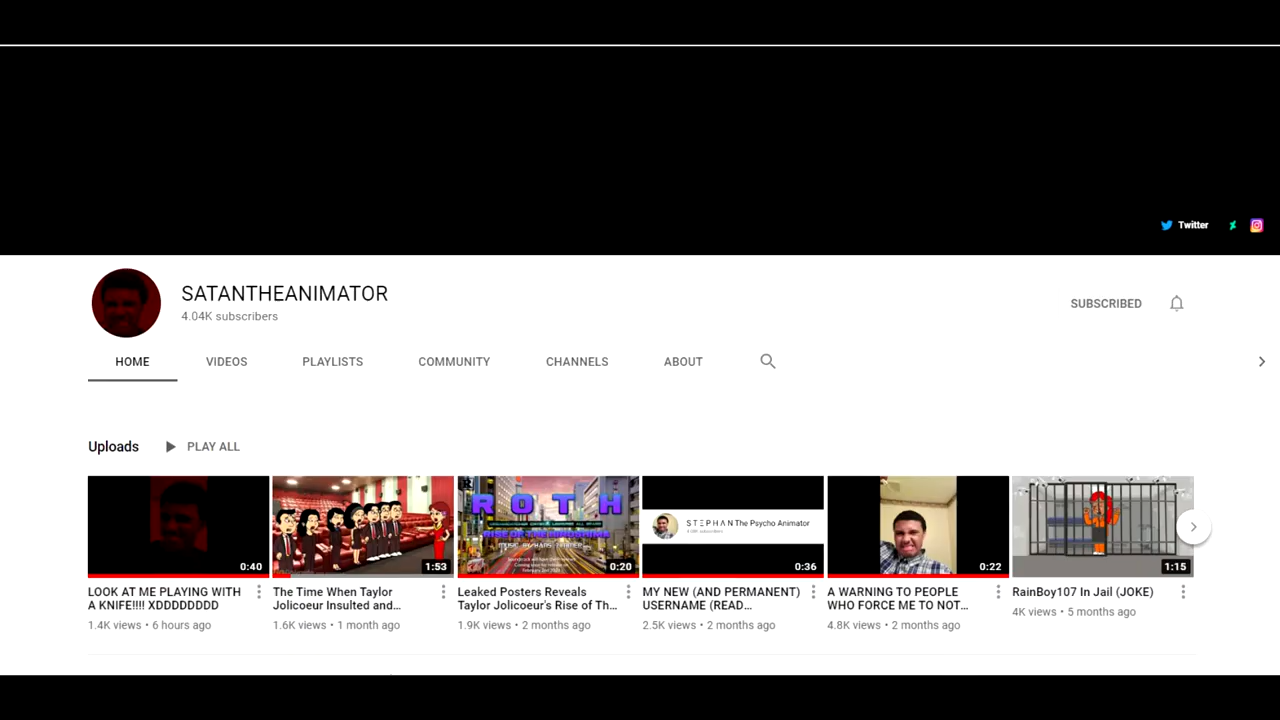 Twitter
SATANTHEANIMATOR
4.04K subscribers
SUBSCRIBED
HOME VIDEOS PLAYLISTS COMMUNITY CHANNELS ABOUT
Uploads PLAY ALL
ROTH
MUSIC BY HANS ZIMMER
STΞPHΛN The Psycho Animator
0:40 1:53 0:20 0:36 0:22 1:15
LOOK AT ME PLAYING WITH
A KNIFE!!!! XDDDDDDDD
1.4K views • 6 hours ago
The Time When Taylor
Jolicoeur Insulted and...
1.6K views • 1 month ago
Leaked Posters Reveals
Taylor Jolicoeur's Rise of Th...
1.9K views • 2 months ago
MY NEW (AND PERMANENT)
USERNAME (READ...
2.5K views • 2 months ago
A WARNING TO PEOPLE
WHO FORCE ME TO NOT...
4.8K views • 2 months ago
RainBoy107 In Jail (JOKE)
4K views • 5 months ago